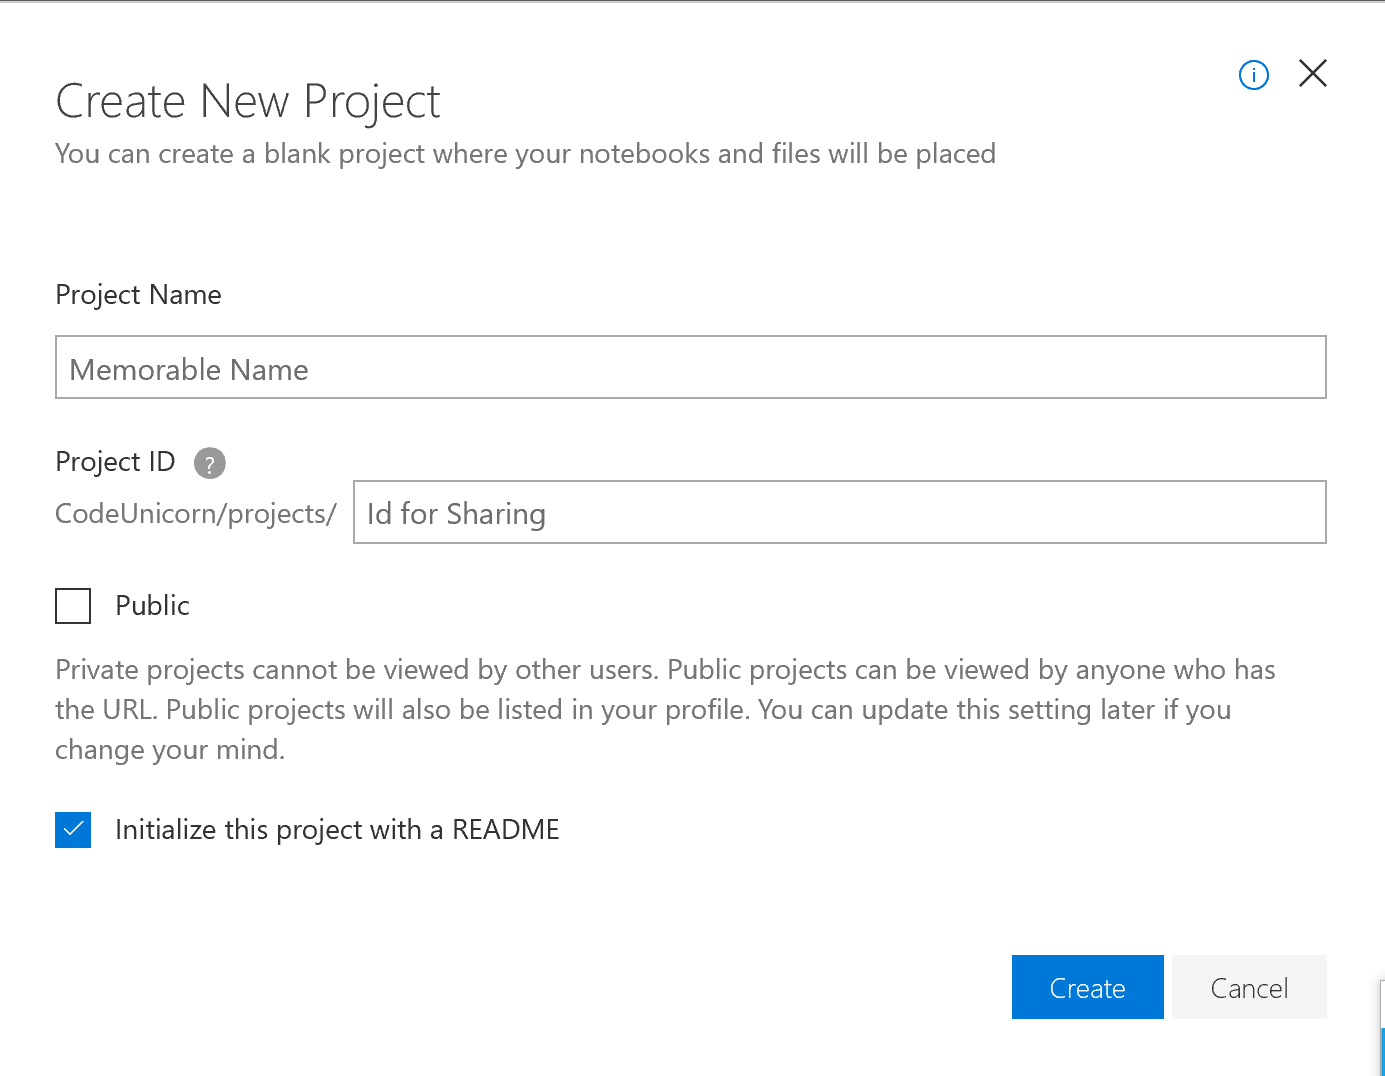 Create New Project
You can create a blank project where your notebooks and files will be placed
Project Name
Memorable Name
Project ID ?
CodeUnicorn/projects/ Id for Sharing
Public
Private projects cannot be viewed by other users. Public projects can be viewed by anyone who has
the URL. Public projects will also be listed in your profile. You can update this setting later if you
change your mind.
Initialize this project with a README
Create Cancel